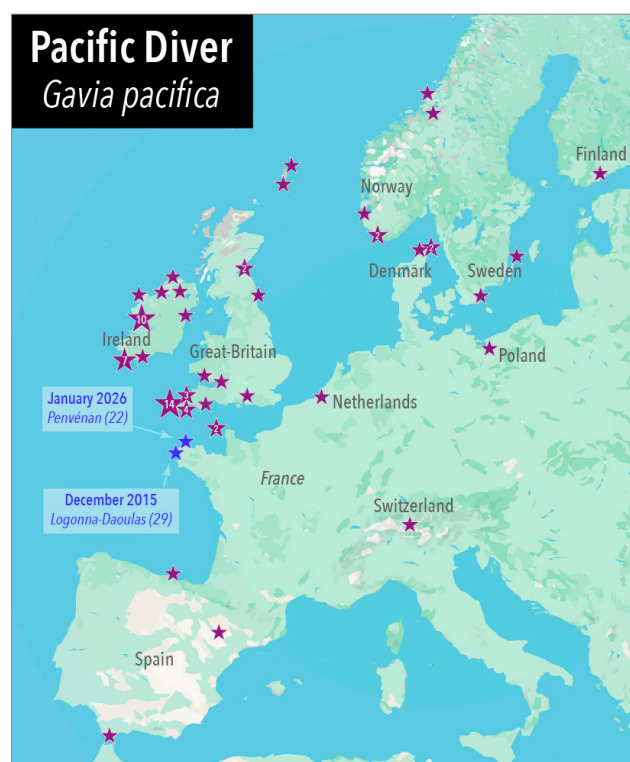 Pacific Diver
Gavia pacifica
Finland
Norway
2
2
Denmark
Sweden
2
10
Ireland
7
Great-Britain
Poland
January 2026
Penvénan (22)
14
3
2
Netherlands
France
December 2015
Logonna-Daoulas (29)
Switzerland
Spain